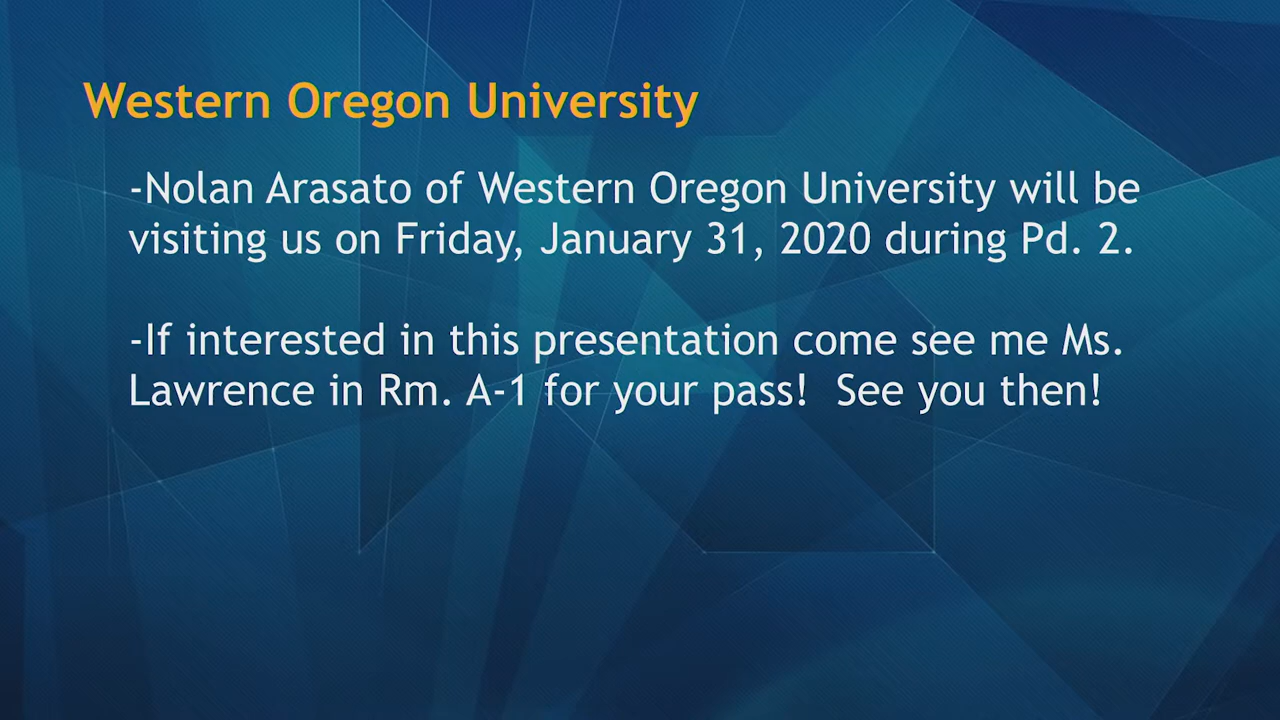 Western Oregon University
-Nolan Arasato of Western Oregon University will be
visiting us on Friday, January 31, 2020 during Pd. 2.
-If interested in this presentation come see me Ms.
Lawrence in Rm. A-1 for your pass!  See you then!